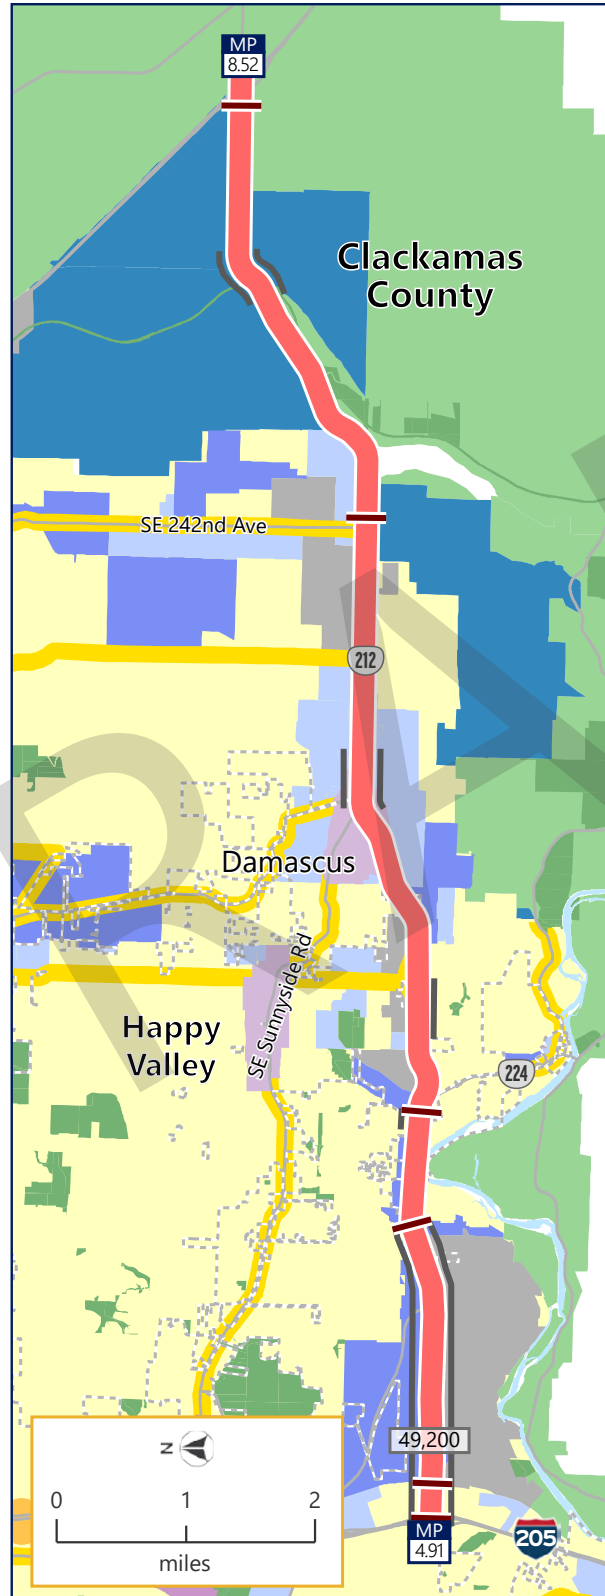 MP
8.52
Clackamas
County
SE 242nd Ave
212
Damascus
SE Sunnyside Rd
Happy
Valley
224
N
0 1 2
miles
49,200
MP
4.91
205